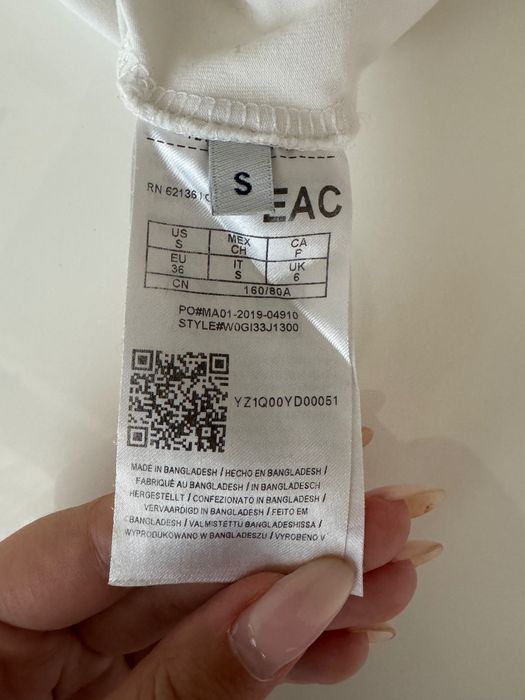 S
RN 62136
EAC
US
S
MEX
CH
CA
P
EU
36
IT
S
UK
6
CN
160/80A
PO#MA01-2019-04910
STYLE#W0GI33J1300
YZ1Q00YD00051
MADE IN BANGLADESH / HECHO EN BANGLADESH /
FABRIQUÉ AU BANGLADESH / IN BANGLADESCH
HERGESTELLT / CONFEZIONATO IN BANGLADESH /
VERVAARDIGD IN BANGLADESH / FEITO EM
BANGLADESH / VALMISTETTU BANGLADESHISSA /
WYPRODUKOWANO W BANGLADESZU / VYROBENO V